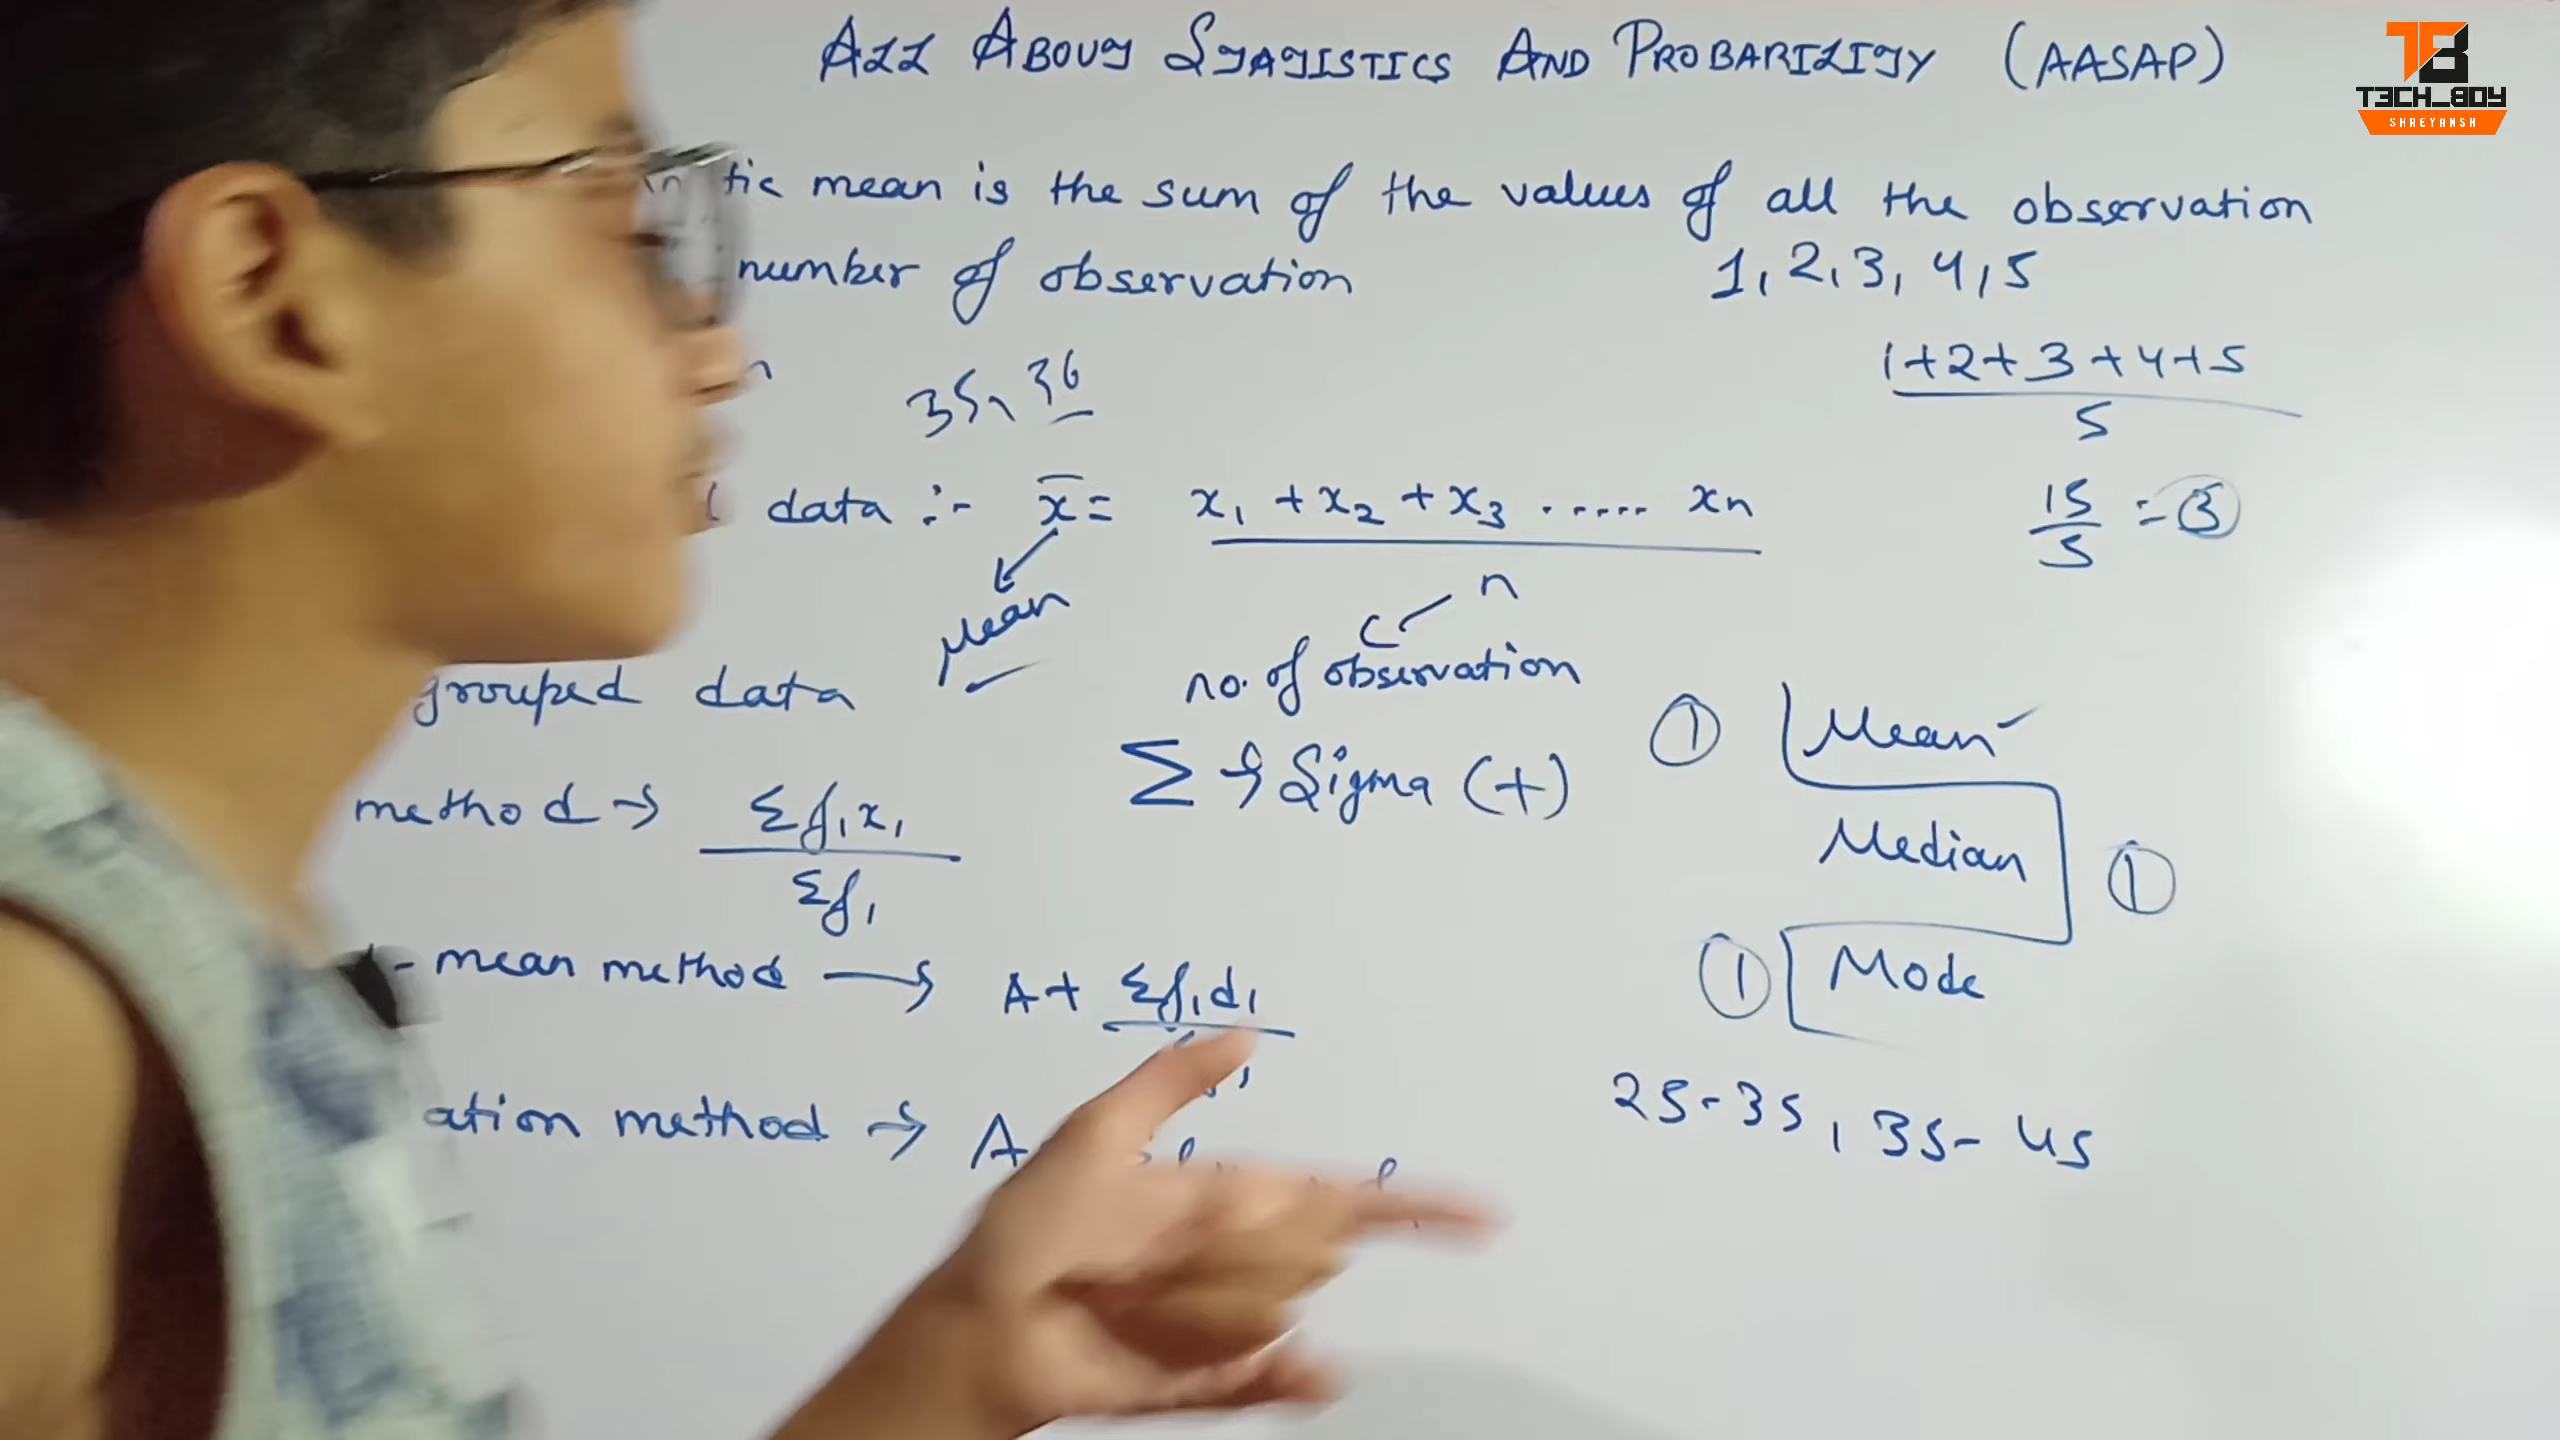 ALL ABOUT STATISTICS AND PROBABILITY (AASAP)
TB
T3CH_BOY
SHREYANSH
tic mean is the sum of the values of all the observation
number of observation
1, 2, 3, 4, 5
35, 36
1+2+3+4+5
5
data :- x̄ = x₁ + x₂ + x₃ ..... xn
n
15/5 = 3
Mean
no. of observation
grouped data
Σ → Sigma (+)
① Mean
method → Σf₁x₁
Σf₁
Median ①
- mean method → A + Σf₁d₁
① Mode
ation method → A
25-35, 35-45